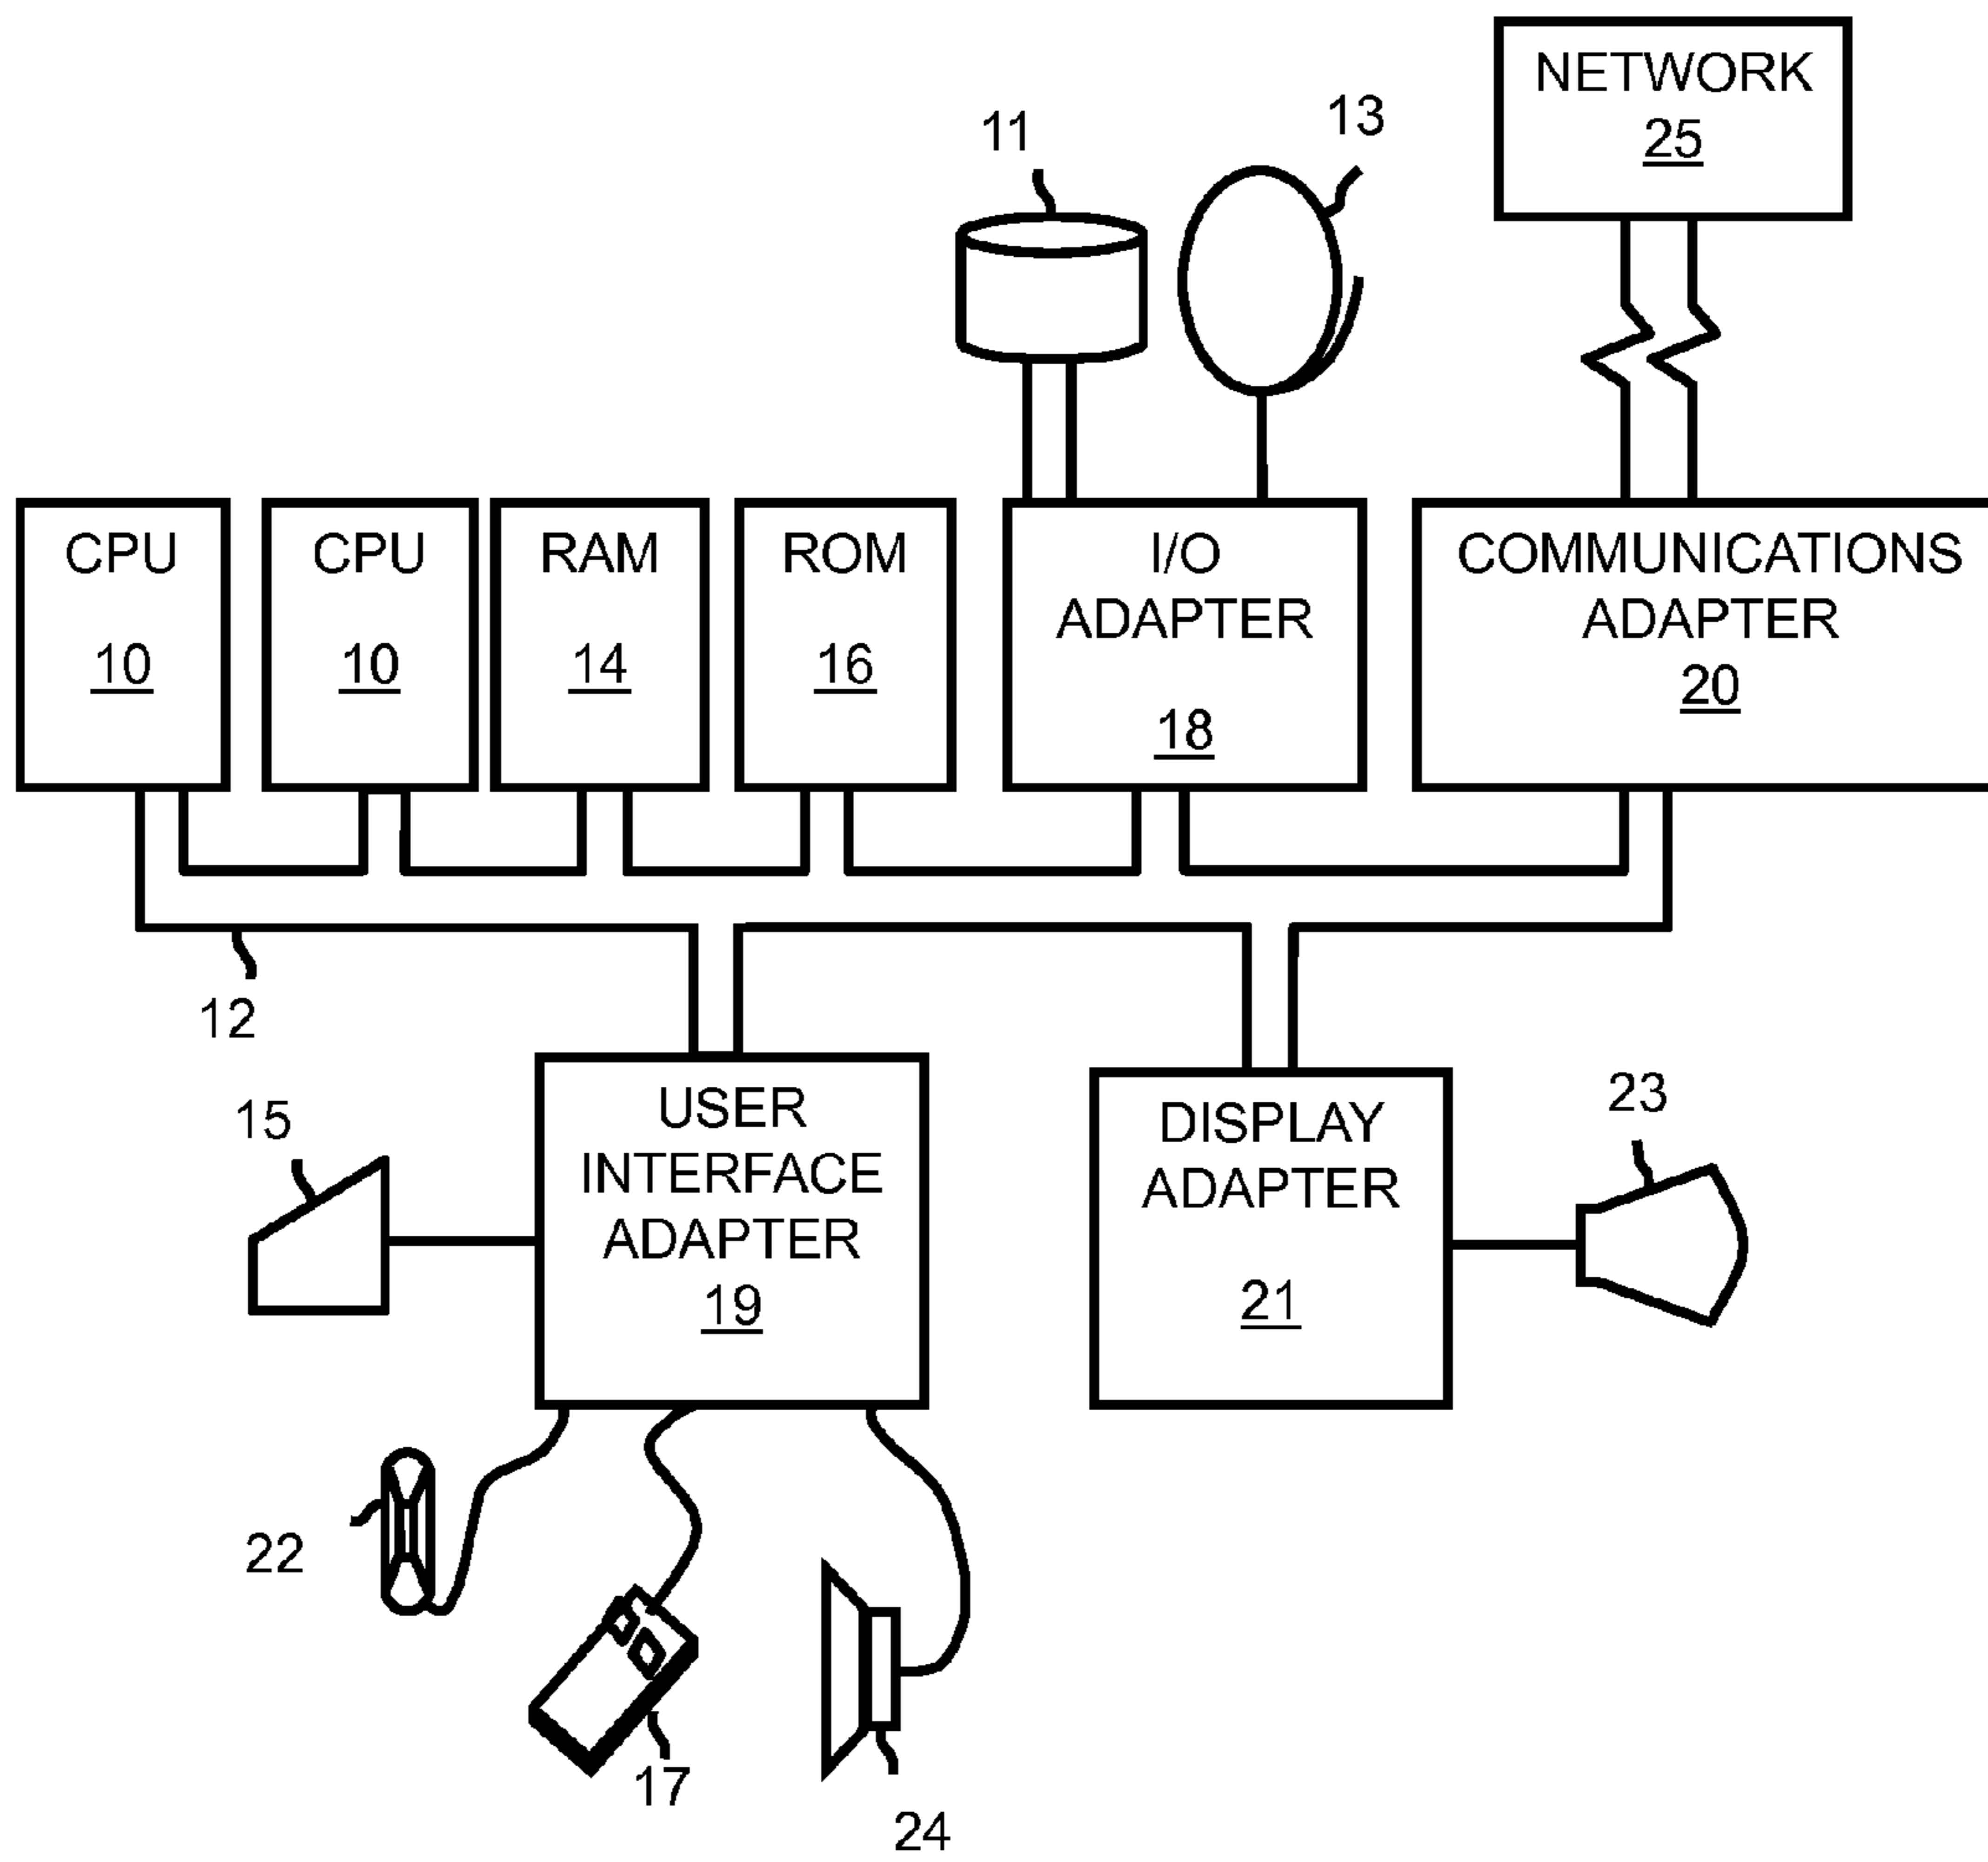 NETWORK
25
11
13
CPU
10
CPU
10
RAM
14
ROM
16
I/O
ADAPTER
18
COMMUNICATIONS
ADAPTER
20
12
15
USER
INTERFACE
ADAPTER
19
DISPLAY
ADAPTER
21
23
22
17
24